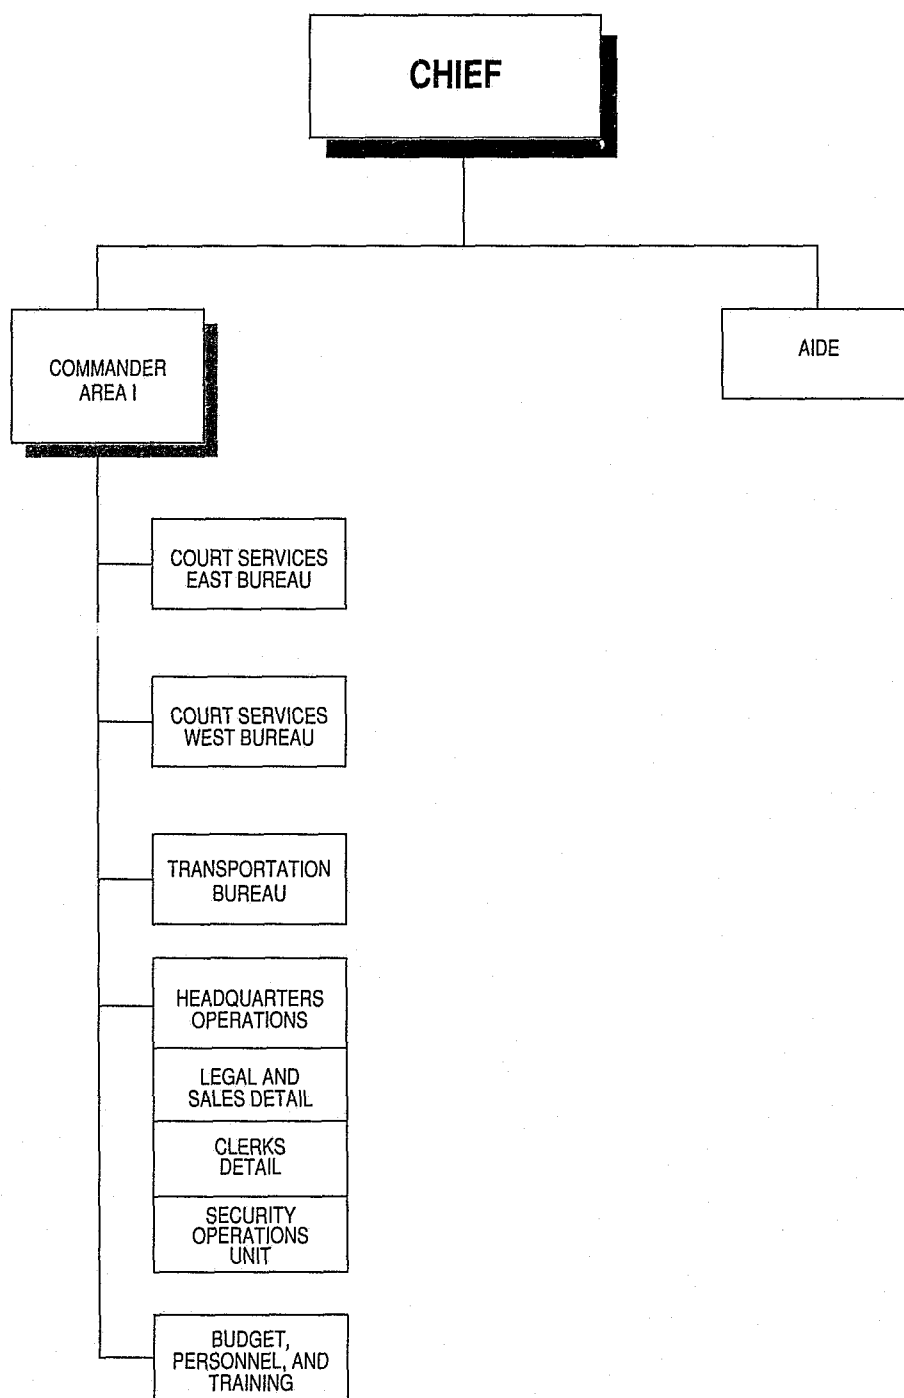 CHIEF
COMMANDER
AREA I
AIDE
COURT SERVICES
EAST BUREAU
COURT SERVICES
WEST BUREAU
TRANSPORTATION
BUREAU
HEADQUARTERS
OPERATIONS
LEGAL AND
SALES DETAIL
CLERKS
DETAIL
SECURITY
OPERATIONS
UNIT
BUDGET,
PERSONNEL, AND
TRAINING